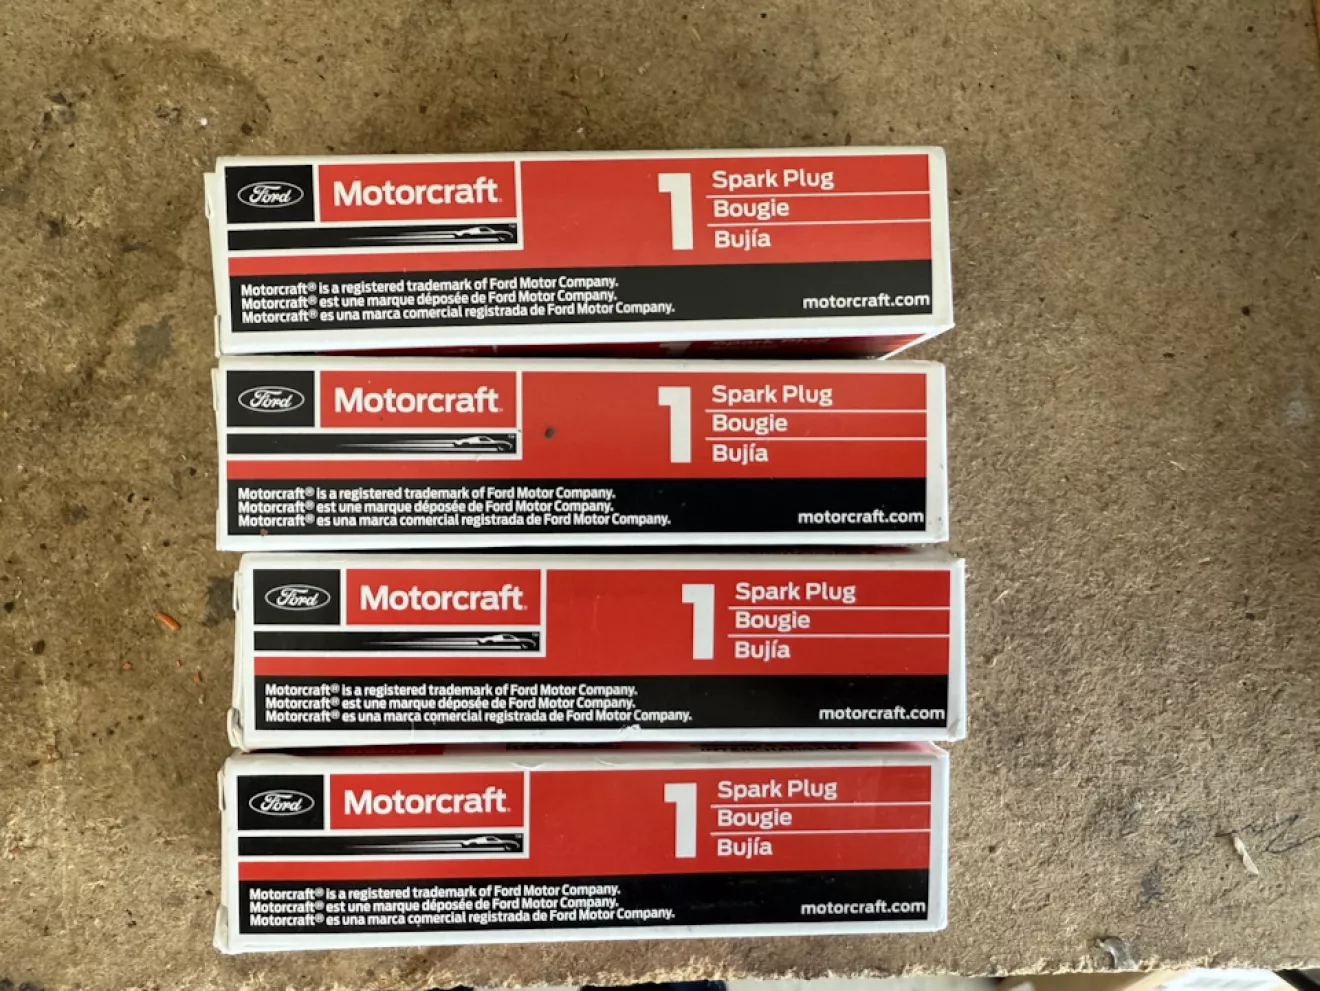 Ford Motorcraft
1 Spark Plug
Bougie
Bujía
Motorcraft® is a registered trademark of Ford Motor Company.
Motorcraft® est une marque déposée de Ford Motor Company.
Motorcraft® es una marca comercial registrada de Ford Motor Company.
motorcraft.com
Motorcraft
1 Spark Plug
Ford Motorcraft
1 Spark Plug
Bougie
Bujía
Motorcraft® is a registered trademark of Ford Motor Company.
Motorcraft® est une marque déposée de Ford Motor Company.
Motorcraft® es una marca comercial registrada de Ford Motor Company.
motorcraft.com
Ford Motorcraft
1 Spark Plug
Bougie
Bujía
Motorcraft® is a registered trademark of Ford Motor Company.
Motorcraft® est une marque déposée de Ford Motor Company.
Motorcraft® es una marca comercial registrada de Ford Motor Company.
motorcraft.com
Ford Motorcraft
1 Spark Plug
Bougie
Bujía
Motorcraft® is a registered trademark of Ford Motor Company.
Motorcraft® est une marque déposée de Ford Motor Company.
Motorcraft® es una marca comercial registrada de Ford Motor Company.
motorcraft.com